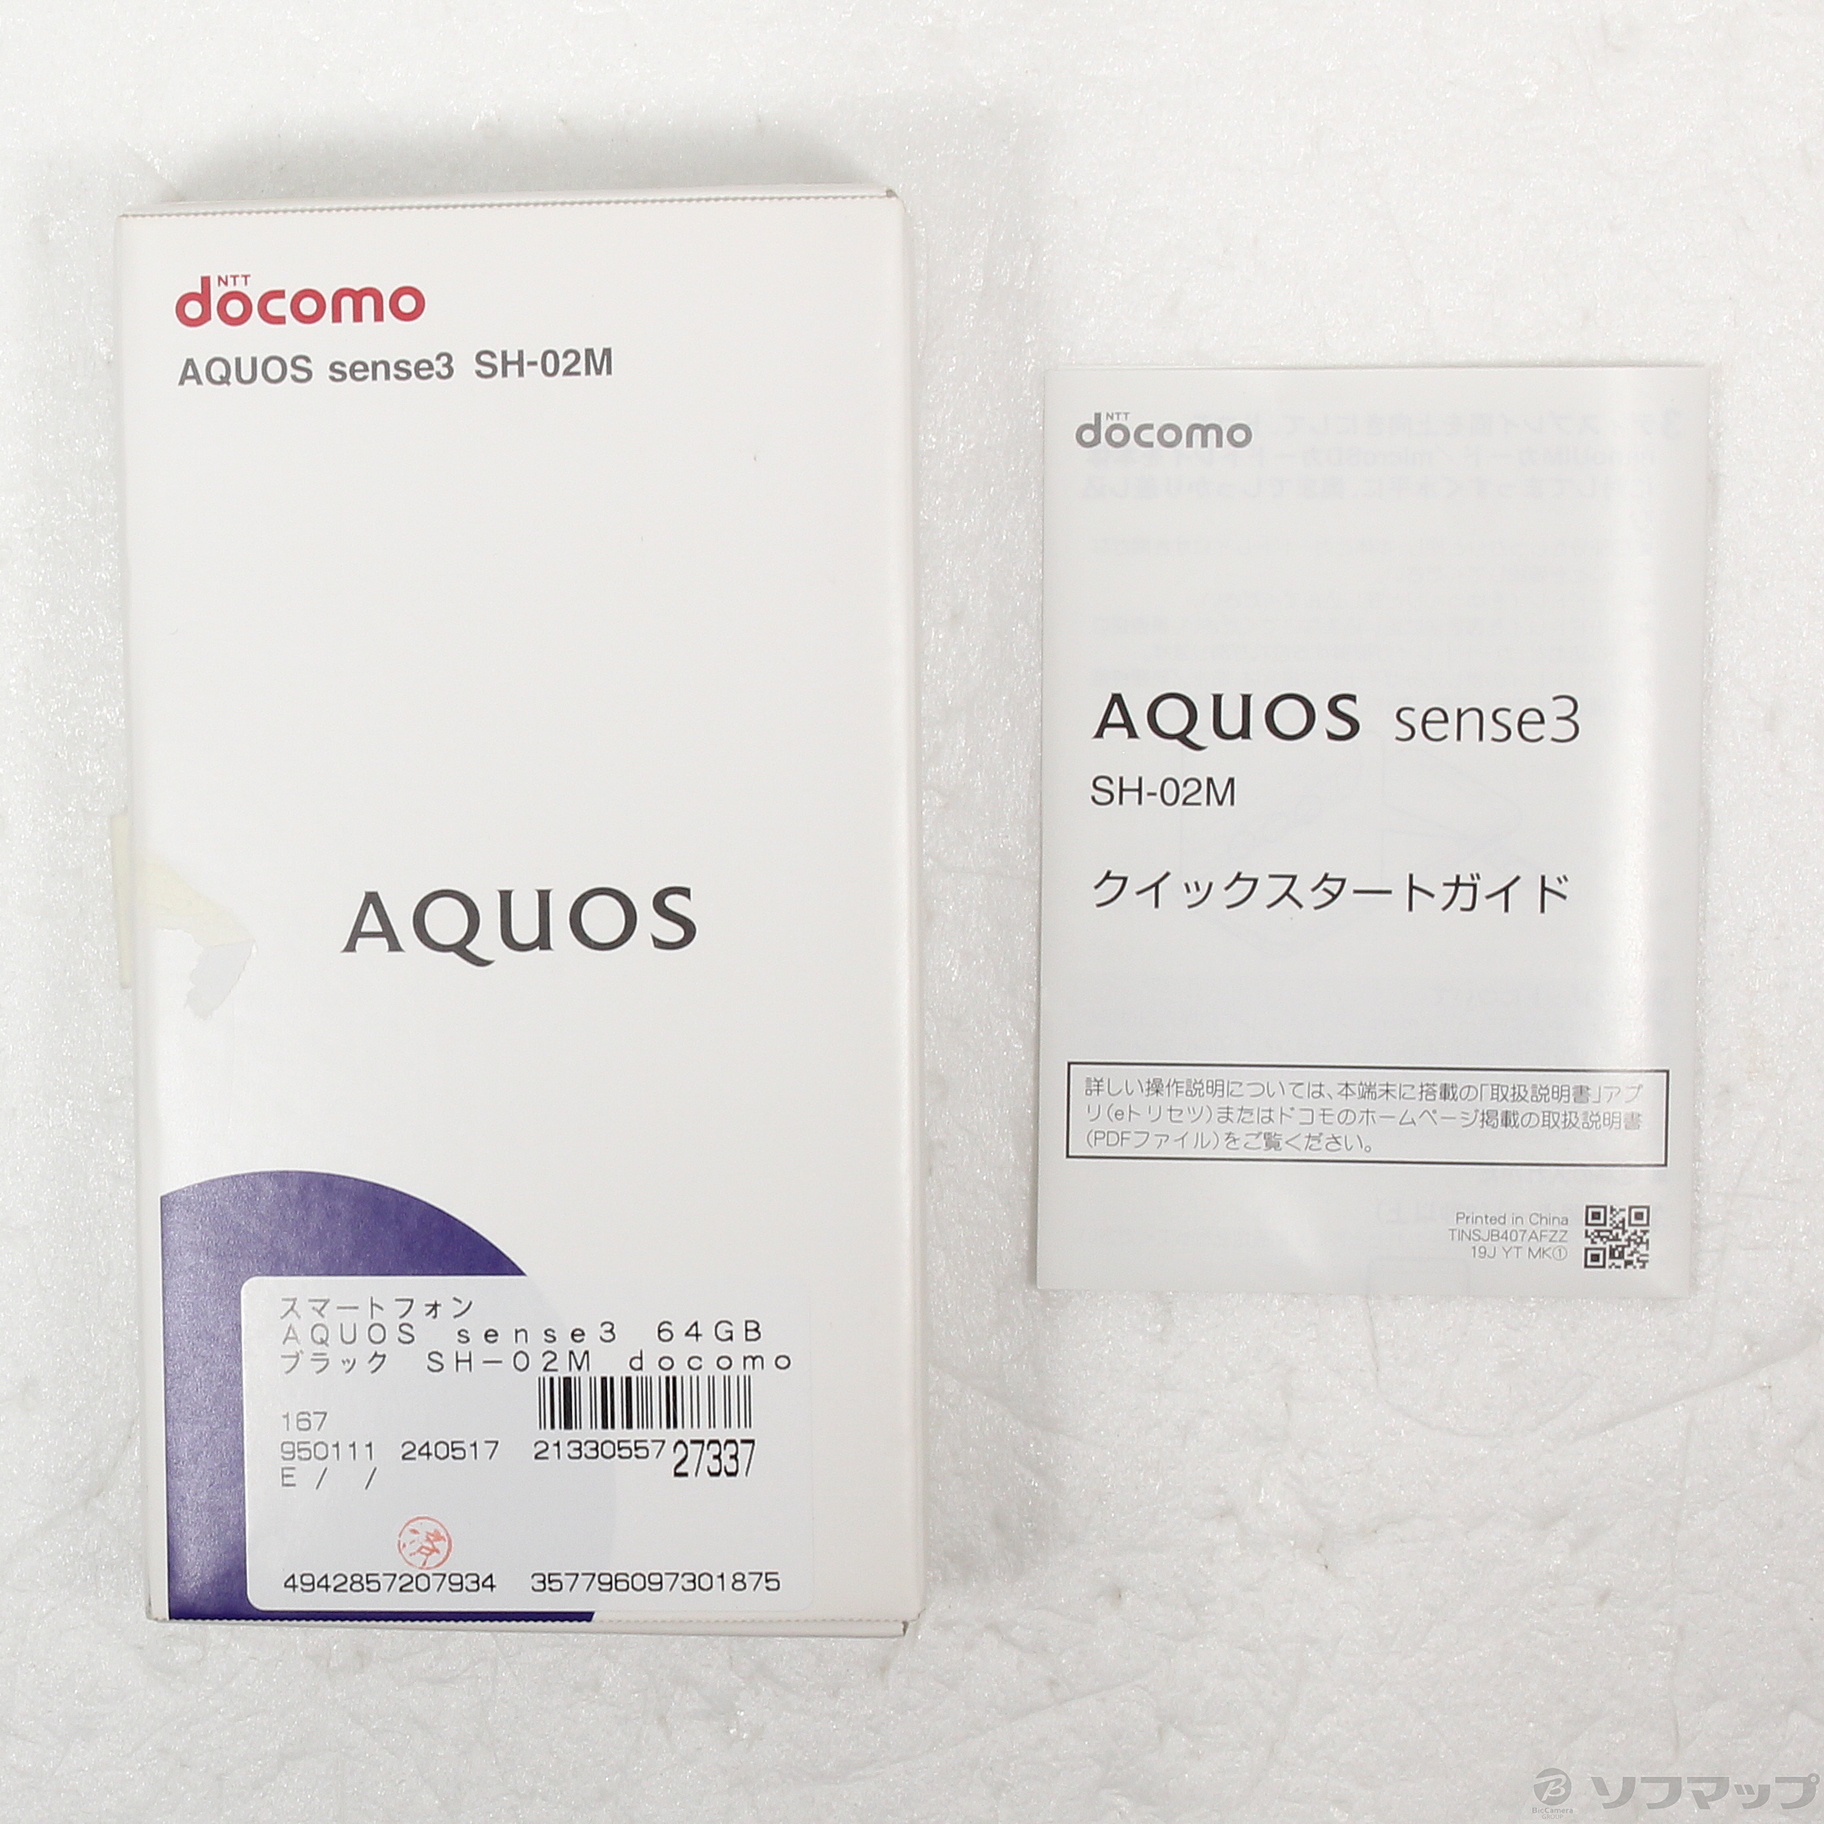 NTT
docomo
AQUOS sense3 SH-02M
AQUOS
スマートフォン
AQUOS sense3 64GB
ブラック SH-02M docomo
167
950111 240517 21330557 27337
E / /
済
4942857207934 357796097301875
NTT
docomo
AQUOS sense3
SH-02M
クイックスタートガイド
詳しい操作説明については、本端末に搭載の「取扱説明書」アプ
リ(eトリセツ)またはドコモのホームページ掲載の取扱説明書
(PDFファイル)をご覧ください。
Printed in China
TINSJB407AFZZ
19J YT MK①
B ソフマップ
BicCamera
GROUP